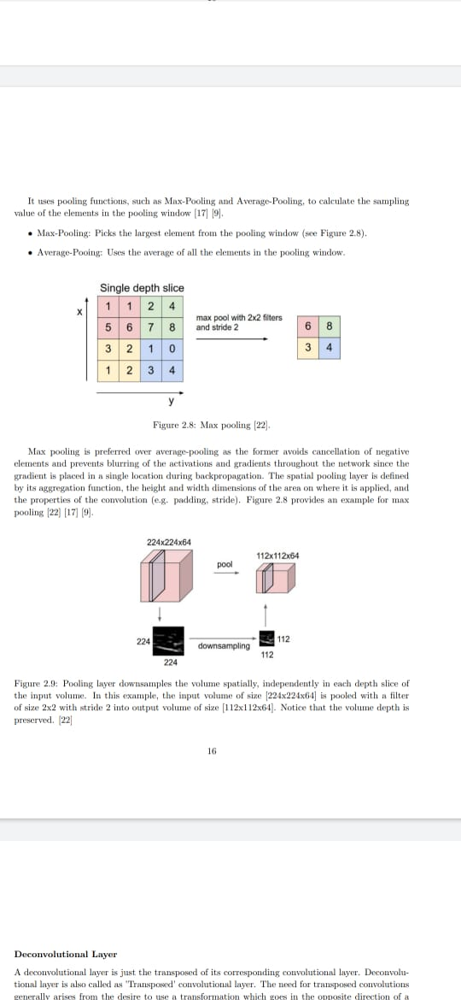 It uses pooling functions, such as Max-Pooling and Average-Pooling, to calculate the sampling
value of the elements in the pooling window [17] [9].
• Max-Pooling: Picks the largest element from the pooling window (see Figure 2.8).
• Average-Pooing: Uses the average of all the elements in the pooling window.
Single depth slice
x
1 1 2 4
5 6 7 8
3 2 1 0
1 2 3 4
y
max pool with 2x2 filters
and stride 2
6 8
3 4
Figure 2.8: Max pooling [22].
Max pooling is preferred over average-pooling as the former avoids cancellation of negative
elements and prevents blurring of the activations and gradients throughout the network since the
gradient is placed in a single location during backpropagation. The spatial pooling layer is defined
by its aggregation function, the height and width dimensions of the area on where it is applied, and
the properties of the convolution (e.g. padding, stride). Figure 2.8 provides an example for max
pooling [22] [17] [9].
224x224x64
pool
112x112x64
224
224
downsampling
112
112
Figure 2.9: Pooling layer downsamples the volume spatially, independently in each depth slice of
the input volume. In this example, the input volume of size [224x224x64] is pooled with a filter
of size 2x2 with stride 2 into output volume of size [112x112x64]. Notice that the volume depth is
preserved. [22]
16
Deconvolutional Layer
A deconvolutional layer is just the transposed of its corresponding convolutional layer. Deconvolu-
tional layer is also called as 'Transposed' convolutional layer. The need for transposed convolutions
generally arises from the desire to use a transformation which goes in the opposite direction of a